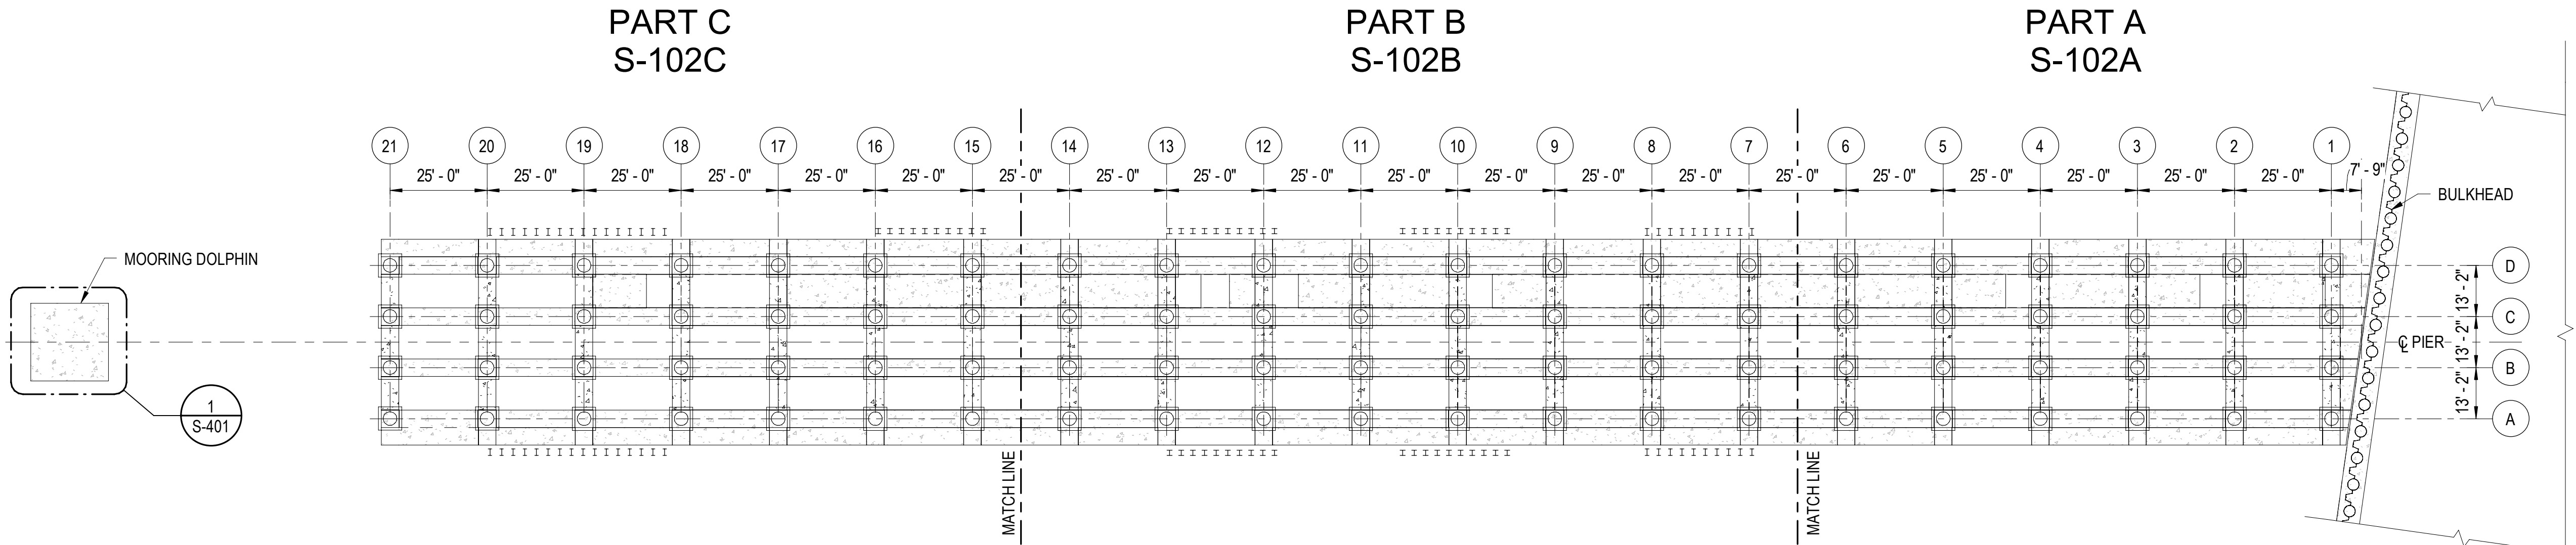 PART C
S-102C
PART B
S-102B
PART A
S-102A
21 20 19 18 17 16 15 14 13 12 11 10 9 8 7 6 5 4 3 2 1
25' - 0" 25' - 0" 25' - 0" 25' - 0" 25' - 0" 25' - 0" 25' - 0" 25' - 0" 25' - 0" 25' - 0" 25' - 0" 25' - 0" 25' - 0" 25' - 0" 25' - 0" 25' - 0" 25' - 0" 25' - 0" 25' - 0" 25' - 0" 7' - 9"
BULKHEAD
MOORING DOLPHIN
D
13' - 2"
C
℄ PIER
13' - 2"
B
13' - 2"
A
1
S-401
MATCH LINE
MATCH LINE